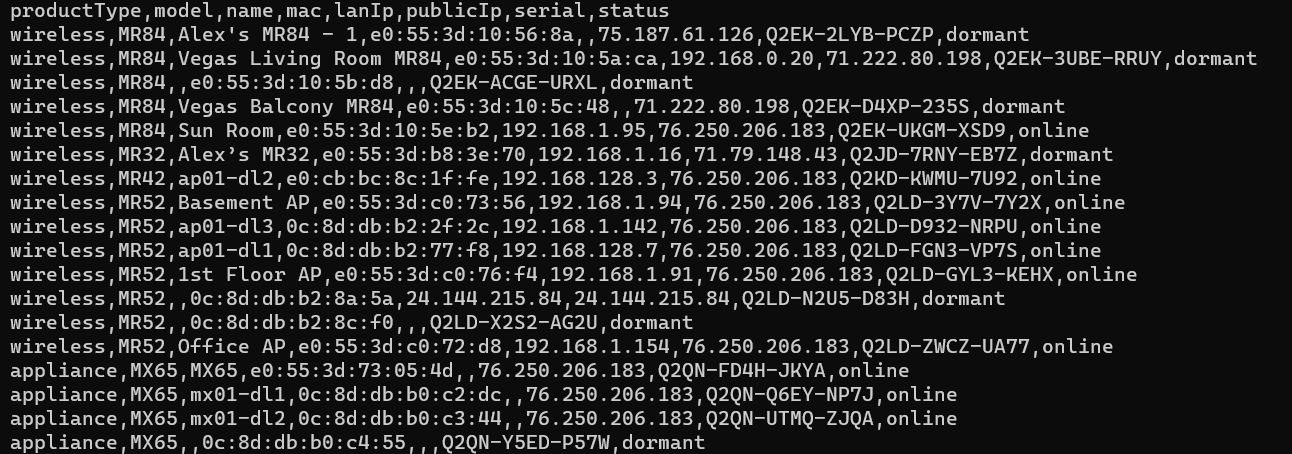 productType,model,name,mac,lanIp,publicIp,serial,status
wireless,MR84,Alex's MR84 - 1,e0:55:3d:10:56:8a,,75.187.61.126,Q2EK-2LYB-PCZP,dormant
wireless,MR84,Vegas Living Room MR84,e0:55:3d:10:5a:ca,192.168.0.20,71.222.80.198,Q2EK-3UBE-RRUY,dormant
wireless,MR84,,e0:55:3d:10:5b:d8,,,Q2EK-ACGE-URXL,dormant
wireless,MR84,Vegas Balcony MR84,e0:55:3d:10:5c:48,,71.222.80.198,Q2EK-D4XP-235S,dormant
wireless,MR84,Sun Room,e0:55:3d:10:5e:b2,192.168.1.95,76.250.206.183,Q2EK-UKGM-XSD9,online
wireless,MR32,Alex’s MR32,e0:55:3d:b8:3e:70,192.168.1.16,71.79.148.43,Q2JD-7RNY-EB7Z,dormant
wireless,MR42,ap01-dl2,e0:cb:bc:8c:1f:fe,192.168.128.3,76.250.206.183,Q2KD-KWMU-7U92,online
wireless,MR52,Basement AP,e0:55:3d:c0:73:56,192.168.1.94,76.250.206.183,Q2LD-3Y7V-7Y2X,online
wireless,MR52,ap01-dl3,0c:8d:db:b2:2f:2c,192.168.1.142,76.250.206.183,Q2LD-D932-NRPU,online
wireless,MR52,ap01-dl1,0c:8d:db:b2:77:f8,192.168.128.7,76.250.206.183,Q2LD-FGN3-VP7S,online
wireless,MR52,1st Floor AP,e0:55:3d:c0:76:f4,192.168.1.91,76.250.206.183,Q2LD-GYL3-KEHX,online
wireless,MR52,,0c:8d:db:b2:8a:5a,24.144.215.84,24.144.215.84,Q2LD-N2U5-D83H,dormant
wireless,MR52,,0c:8d:db:b2:8c:f0,,,Q2LD-X2S2-AG2U,dormant
wireless,MR52,Office AP,e0:55:3d:c0:72:d8,192.168.1.154,76.250.206.183,Q2LD-ZWCZ-UA77,online
appliance,MX65,MX65,e0:55:3d:73:05:4d,,76.250.206.183,Q2QN-FD4H-JKYA,online
appliance,MX65,mx01-dl1,0c:8d:db:b0:c2:dc,,76.250.206.183,Q2QN-Q6EY-NP7J,online
appliance,MX65,mx01-dl2,0c:8d:db:b0:c3:44,,76.250.206.183,Q2QN-UTMQ-ZJQA,online
appliance,MX65,,0c:8d:db:b0:c4:55,,,Q2QN-Y5ED-P57W,dormant